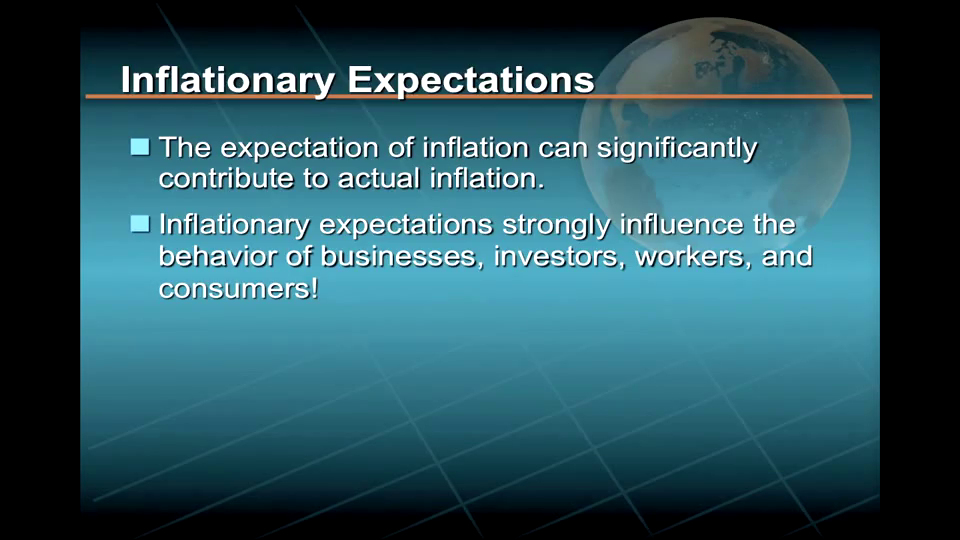 Inflationary Expectations
The expectation of inflation can significantly
contribute to actual inflation.
Inflationary expectations strongly influence the
behavior of businesses, investors, workers, and
consumers!